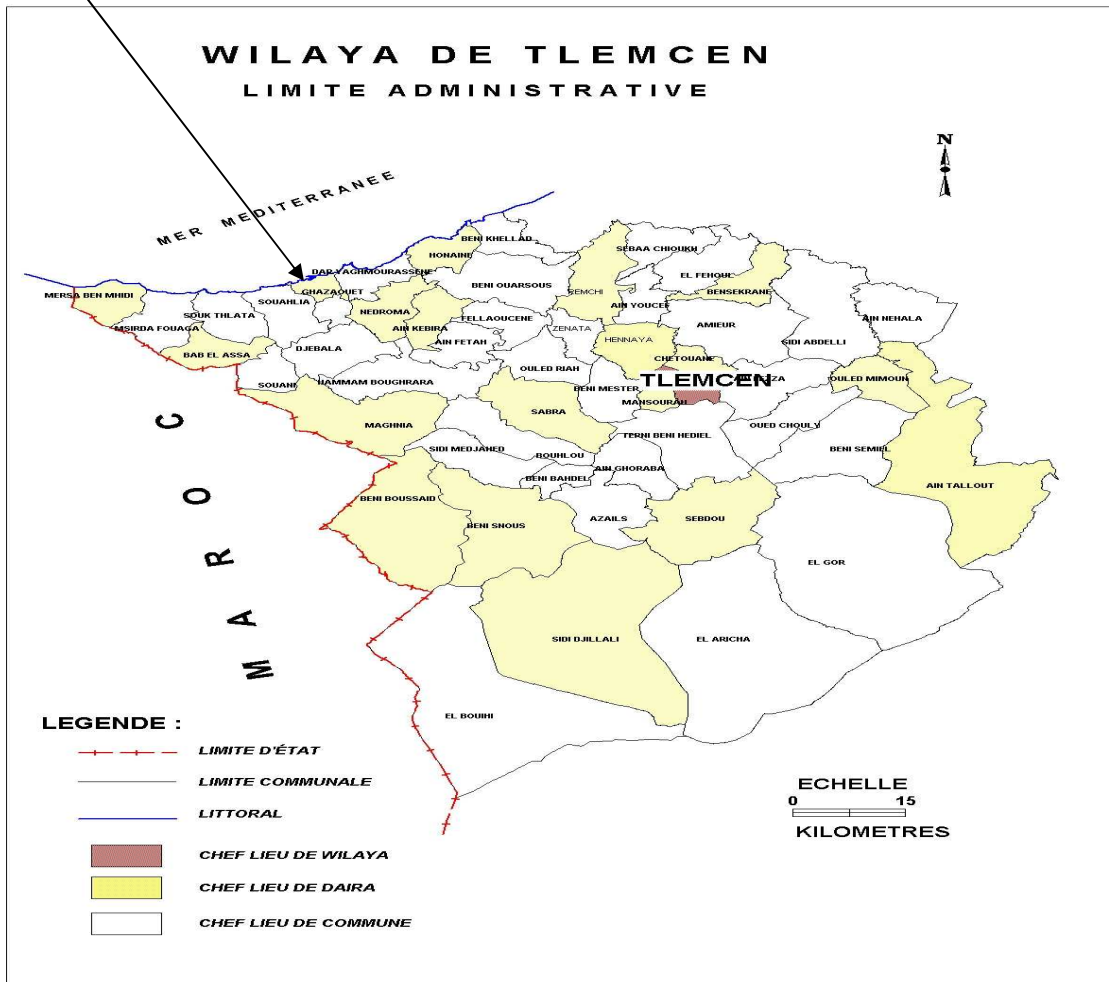 WILAYA DE TLEMCEN
LIMITE ADMINISTRATIVE
N
MER MEDITERRANEE
BENI KHELLAD
SEBAA CHIOUKH
HONAINE
DAR YAGHMOURASSENE
EL FEHOUL
GHAZAOUET
BENI OUARSOUS
REMCHI
BENSEKRANE
MERSA BEN MHIDI
SOUAHLIA
NEDROMA
AIN YOUCEF
SOUK THLATA
FELLAOUCENE
AIN NEHALA
MSIRDA FOUAGA
AIN KEBIRA
ZENATA
AMIEUR
AIN FETAH
HENNAYA
SIDI ABDELLI
DJEBALA
BAB EL ASSA
CHETOUANE
OULED RIAH
SOUANI
HAMMAM BOUGHRARA
TLEMCEN
OULED MIMOUN
BENI MESTER
MANSOURAH
SABRA
MAGHNIA
OUED CHOULY
TERNI BENI HEDIEL
SIDI MEDJAHED
BOUHLOU
BENI SEMIEL
AIN GHORABA
BENI BAHDEL
AIN TALLOUT
BENI BOUSSAID
BENI SNOUS
AZAILS
SEBDOU
EL GOR
SIDI DJILLALI
EL ARICHA
EL BOUIHI
MAROC
LEGENDE :
LIMITE D'ÉTAT
LIMITE COMMUNALE
LITTORAL
CHEF LIEU DE WILAYA
CHEF LIEU DE DAIRA
CHEF LIEU DE COMMUNE
ECHELLE
0 15
KILOMETRES